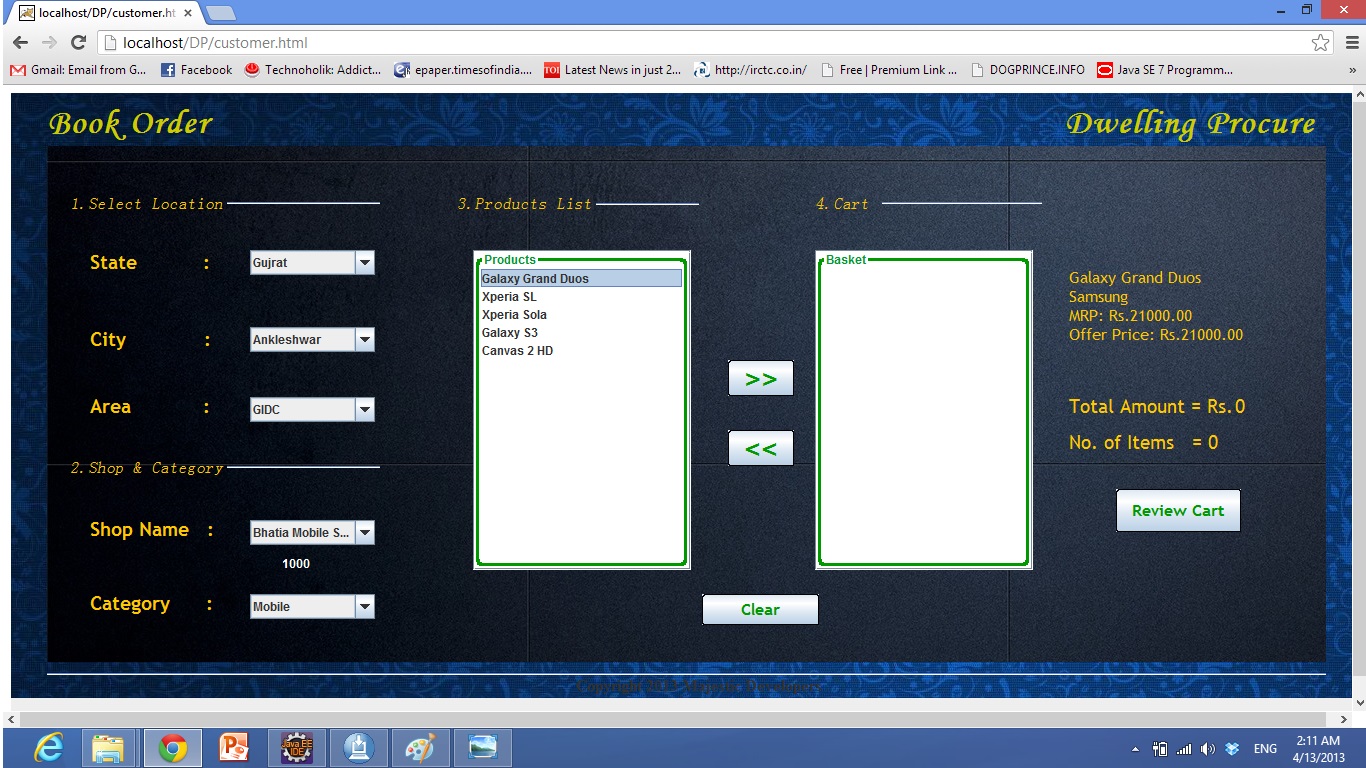 localhost/DP/customer.ht
localhost/DP/customer.html
Gmail: Email from G...
Facebook
Technoholik: Addict...
epaper.timesofindia....
TOI
Latest News in just 2...
http://irctc.co.in/
Free | Premium Link ...
DOGPRINCE.INFO
Java SE 7 Programm...
»
Book Order
Dwelling Procure
1.Select Location
3.Products List
4.Cart
State :
Gujrat
City :
Ankleshwar
Area :
GIDC
2.Shop & Category
Shop Name :
Bhatia Mobile S...
1000
Category :
Mobile
Products
Galaxy Grand Duos
Xperia SL
Xperia Sola
Galaxy S3
Canvas 2 HD
>>
<<
Clear
Basket
Galaxy Grand Duos
Samsung
MRP: Rs.21000.00
Offer Price: Rs.21000.00
Total Amount = Rs.0
No. of Items = 0
Review Cart
Java EE
IDE
ENG
2:11 AM
4/13/2013